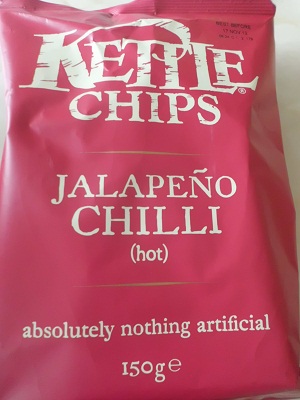 KETTLE®
CHIPS
JALAPEÑO
CHILLI
(hot)
absolutely nothing artificial
150g℮